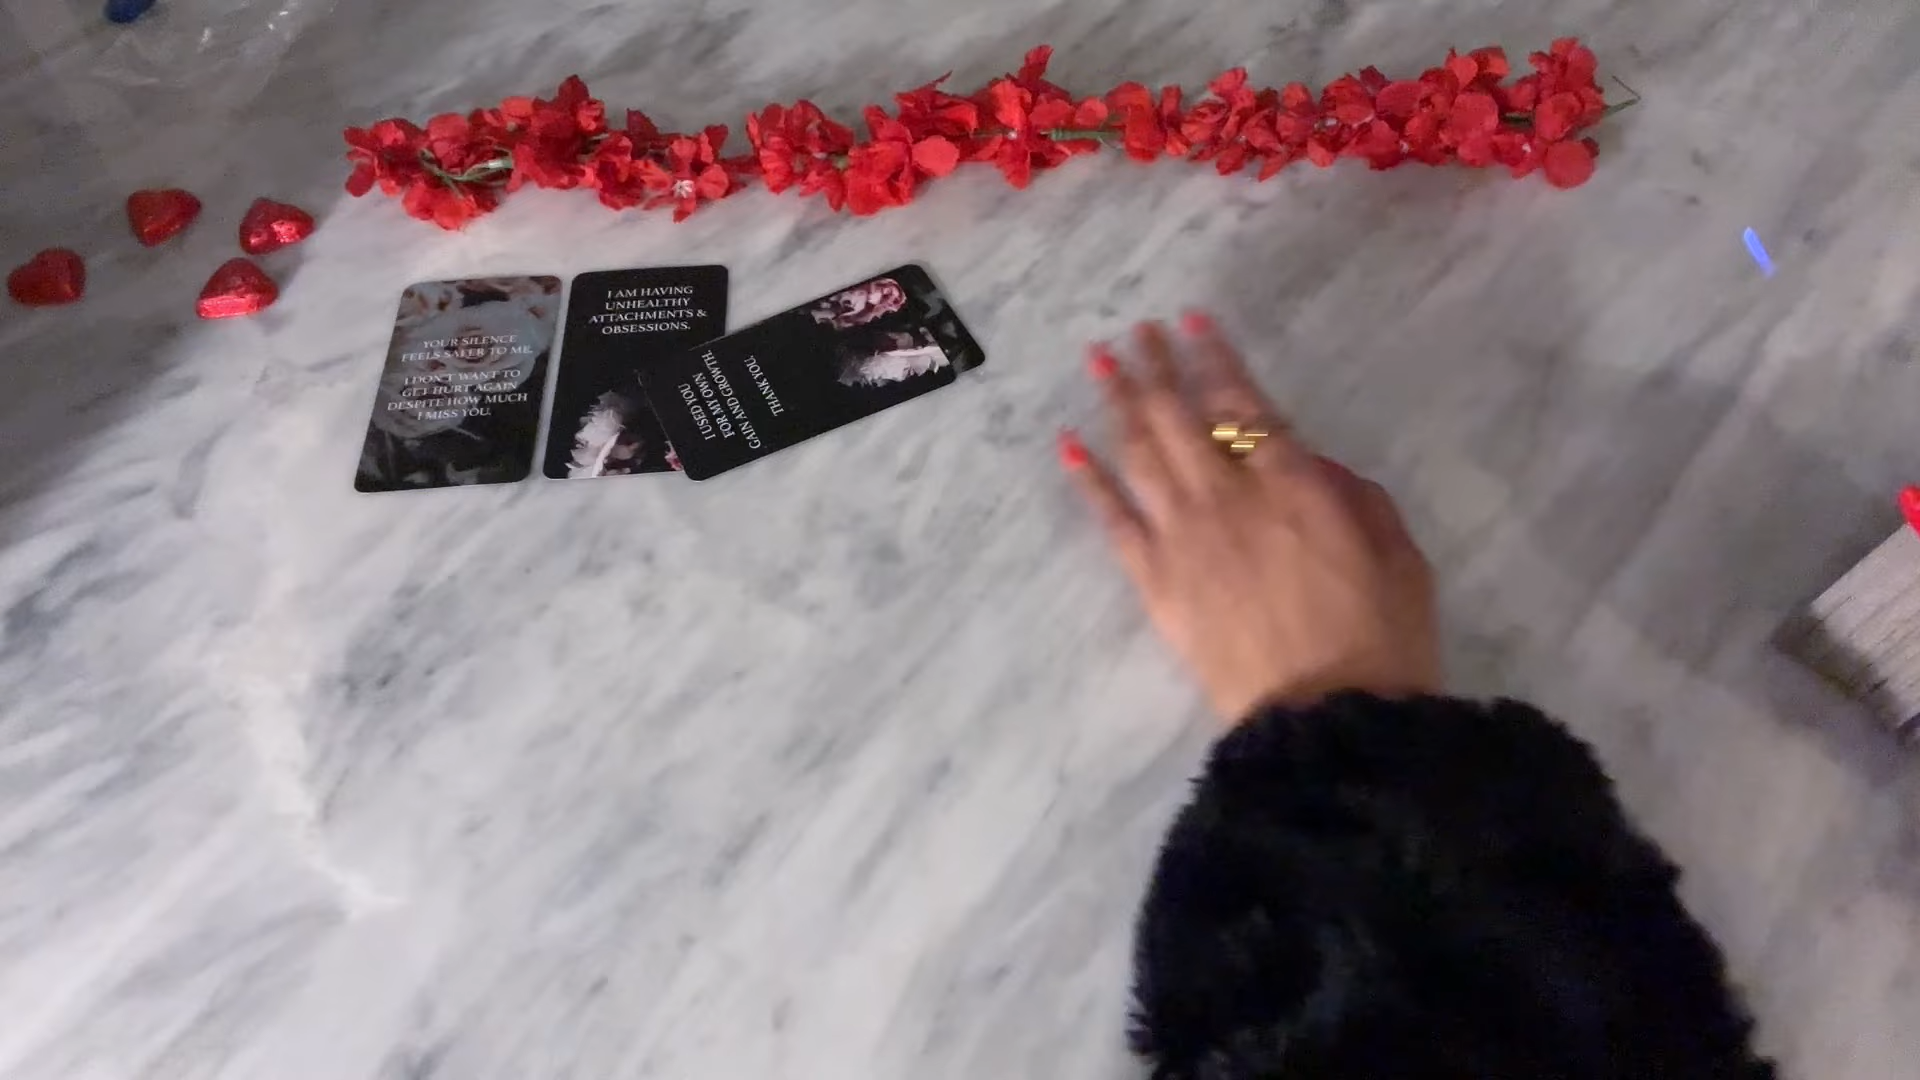 YOUR SILENCE
FEELS SAFER TO ME.
I DON'T WANT TO
GET HURT AGAIN
DESPITE HOW MUCH
I MISS YOU.
I AM HAVING
UNHEALTHY
ATTACHMENTS &
OBSESSIONS.
I USED YOU
FOR MY OWN
GAIN AND GROWTH.
THANK YOU.